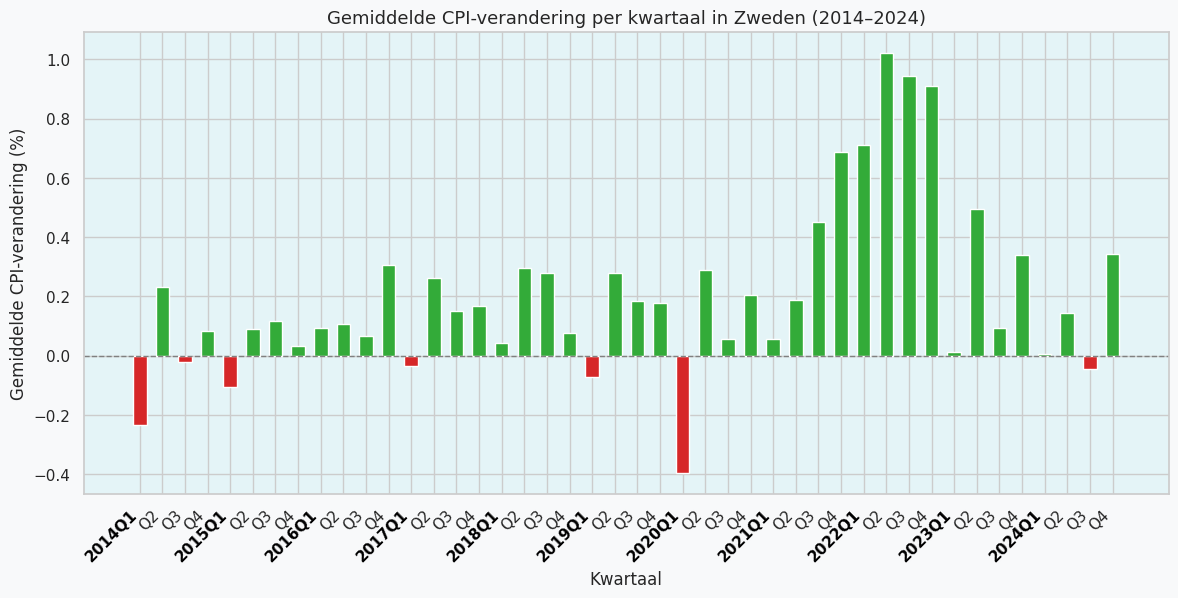 Gemiddelde CPI-verandering per kwartaal in Zweden (2014–2024)
Gemiddelde CPI-verandering (%)
1.0
0.8
0.6
0.4
0.2
0.0
−0.2
−0.4
2014Q1
Q2
Q3
Q4
2015Q1
Q2
Q3
Q4
2016Q1
Q2
Q3
Q4
2017Q1
Q2
Q3
Q4
2018Q1
Q2
Q3
Q4
2019Q1
Q2
Q3
Q4
2020Q1
Q2
Q3
Q4
2021Q1
Q2
Q3
Q4
2022Q1
Q2
Q3
Q4
2023Q1
Q2
Q3
Q4
2024Q1
Q2
Q3
Q4
Kwartaal